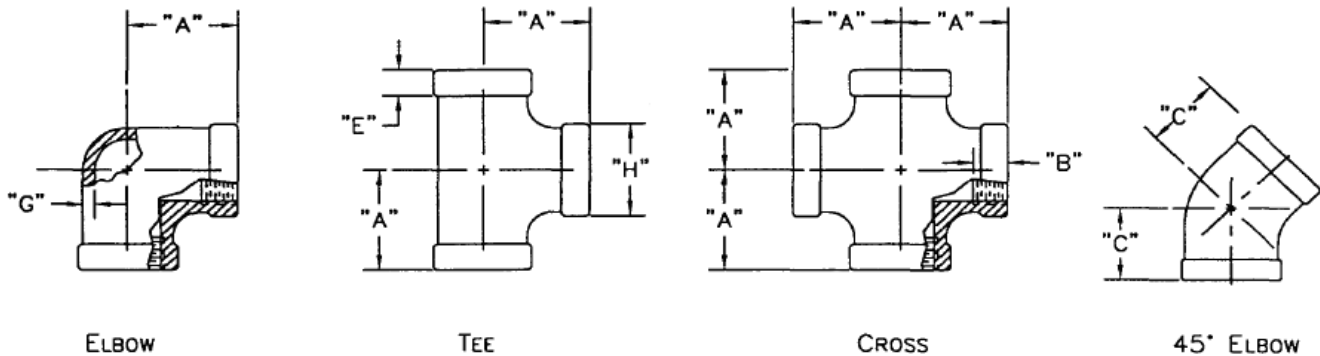 "A"
"G"
ELBOW
"A"
"E"
"H"
"A"
TEE
"A" "A"
"A"
"B"
"A"
CROSS
"C"
"C"
45° ELBOW